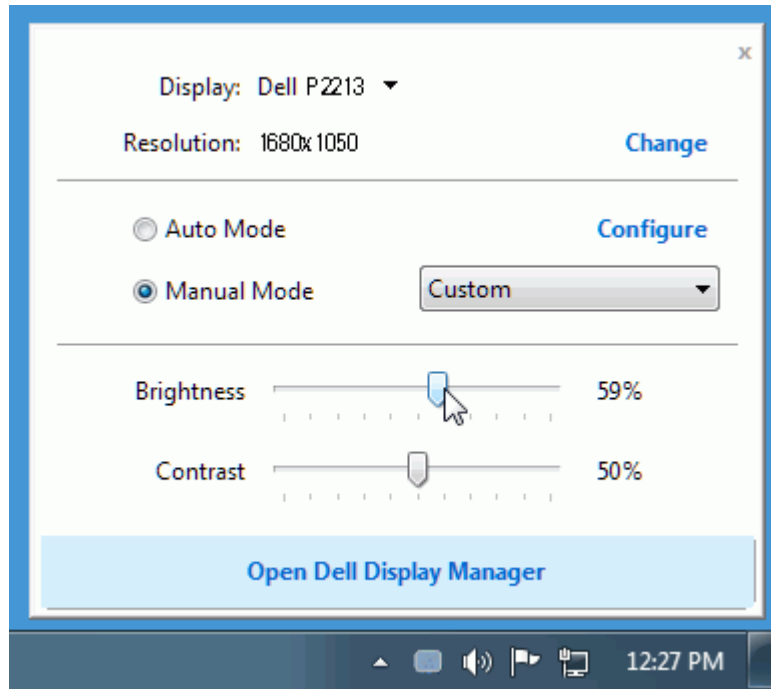 x
Display: Dell P2213
Resolution: 1680x1050 Change
Auto Mode Configure
Manual Mode Custom
Brightness 59%
Contrast 50%
Open Dell Display Manager
12:27 PM